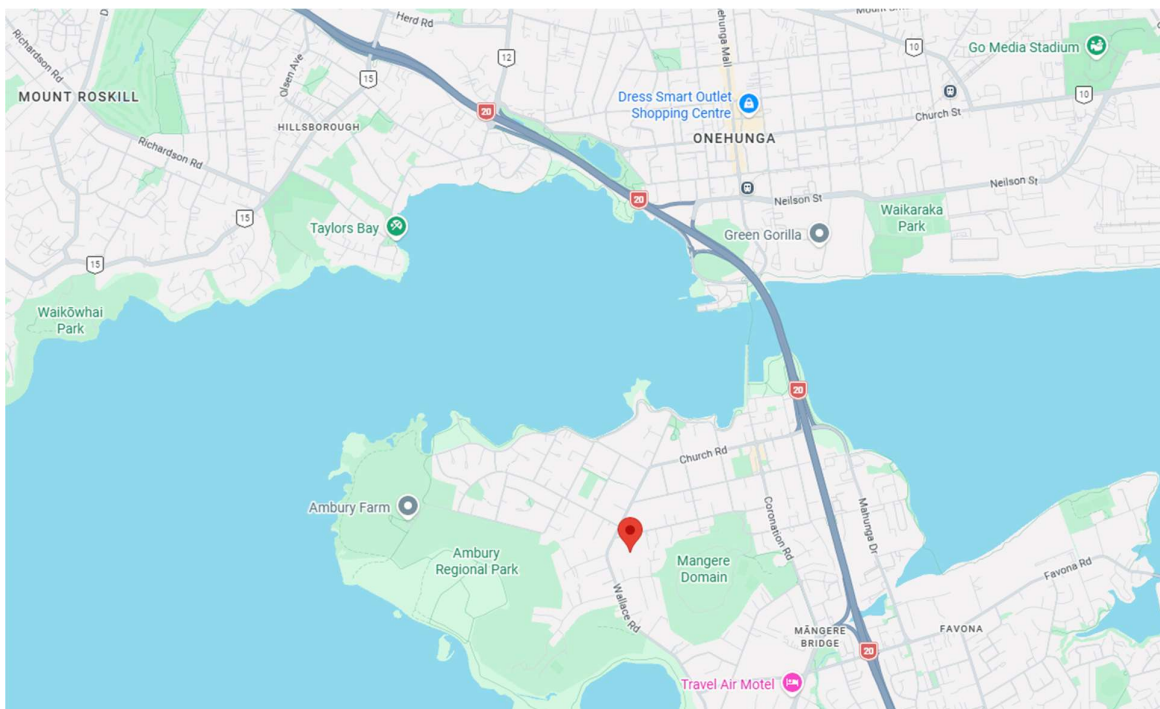 Herd Rd
Richardson Rd
Olsen Ave
12
15
10
Go Media Stadium
MOUNT ROSKILL
20
Dress Smart Outlet
Shopping Centre
10
Church St
HILLSBOROUGH
ONEHUNGA
Richardson Rd
Neilson St
20
Neilson St
15
Taylors Bay
Green Gorilla
Waikaraka
Park
15
Waikōwhai
Park
20
Church Rd
Ambury Farm
Coronation Rd
Mahunga Dr
Ambury
Regional Park
Mangere
Domain
Favona Rd
Wallace Rd
MĀNGERE
BRIDGE
FAVONA
20
Travel Air Motel